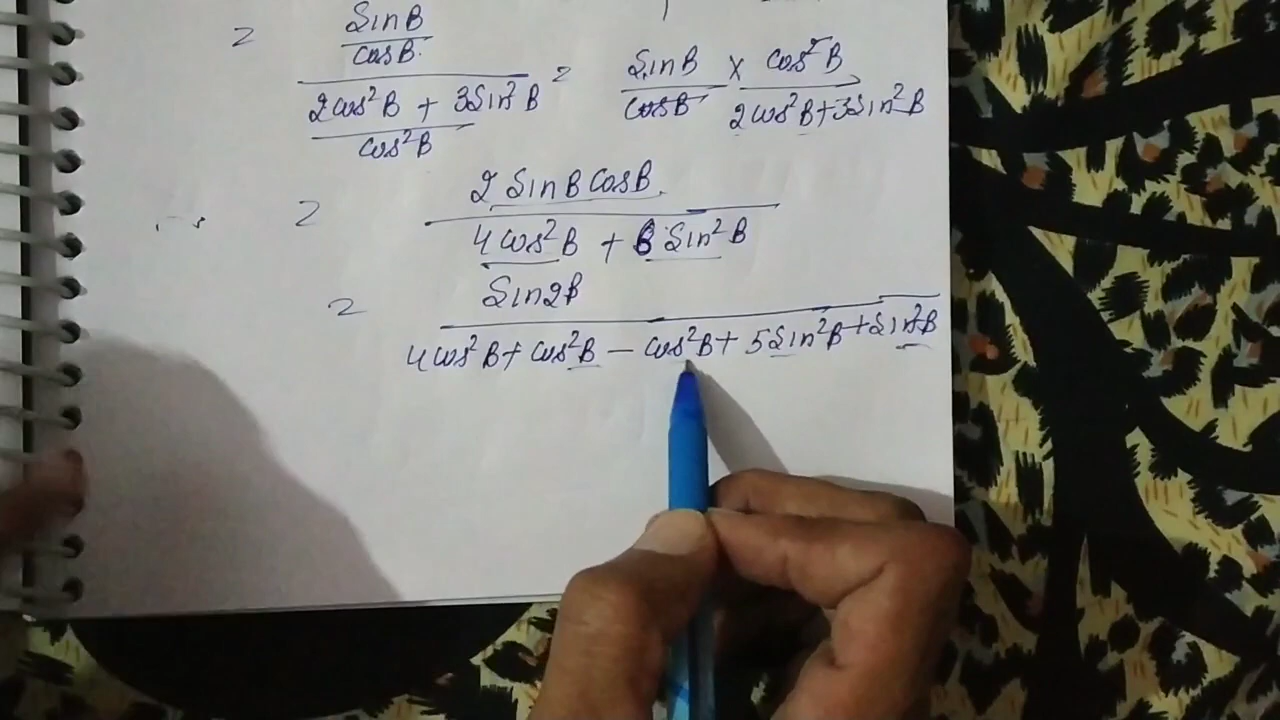 = sinB / cosB / 2cos²B + 3sin²B / cos²B = sinB / cosB × cos²B / 2cos²B+3sin²B
= 2 sinB cosB / 4cos²B + 6 sin²B
= sin2B / 4cos²B + cos²B - cos²B + 5sin²B + sin²B